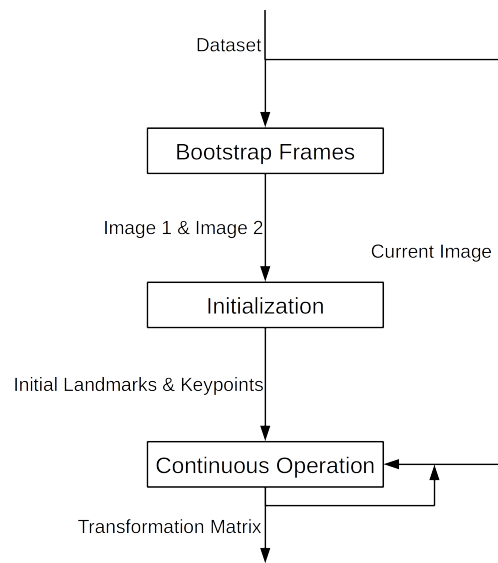 Dataset
Bootstrap Frames
Image 1 & Image 2
Current Image
Initialization
Initial Landmarks & Keypoints
Continuous Operation
Transformation Matrix